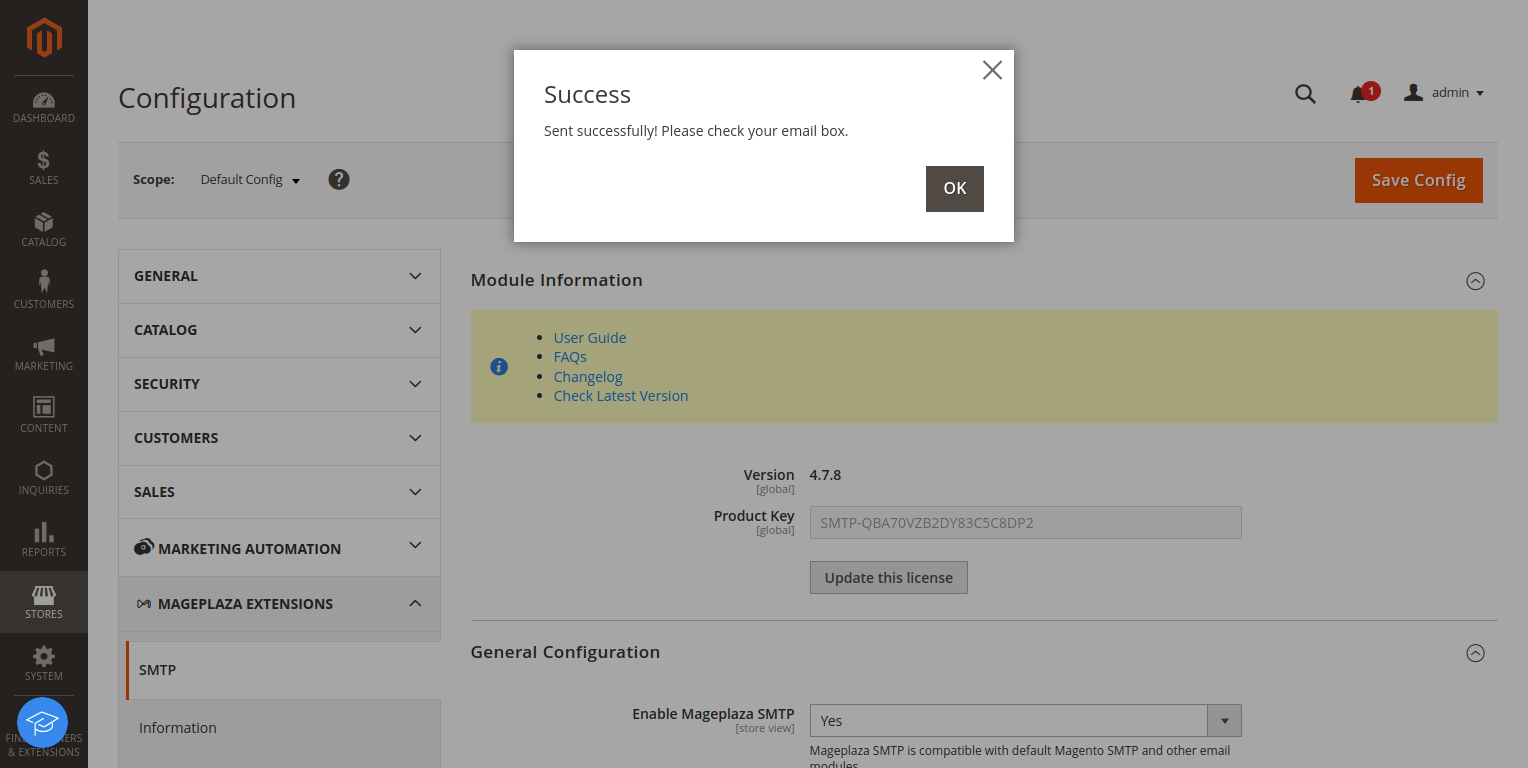 DASHBOARD
SALES
CATALOG
CUSTOMERS
MARKETING
CONTENT
INQUIRIES
REPORTS
STORES
SYSTEM
& EXTENSIONS
Configuration
1
admin
Success
Sent successfully! Please check your email box.
OK
Scope:
Default Config
?
Save Config
GENERAL
CATALOG
SECURITY
CUSTOMERS
SALES
MARKETING AUTOMATION
MAGEPLAZA EXTENSIONS
SMTP
Information
Module Information
User Guide
FAQs
Changelog
Check Latest Version
Version
[global]
4.7.8
Product Key
[global]
SMTP-QBA70VZB2DY83C5C8DP2
Update this license
General Configuration
Enable Mageplaza SMTP
[store view]
Yes
Mageplaza SMTP is compatible with default Magento SMTP and other email
modules.